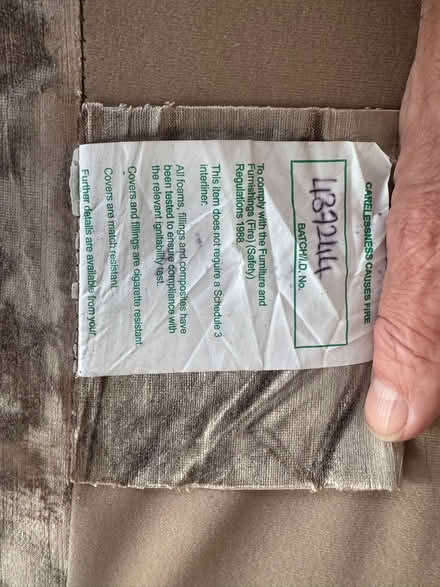 CARELESSNESS CAUSES FIRE
BATCH/I.D. No.
439244
To comply with the Furniture and
Furnishings (Fire) (Safety)
Regulations 1988.
This item does not require a Schedule 3
interliner.
All foams, fillings and composites have
been tested to ensure compliance with
the relevant ignitability test.
Covers and fillings are cigarette resistant.
Covers are match resistant.
Further details are available from your